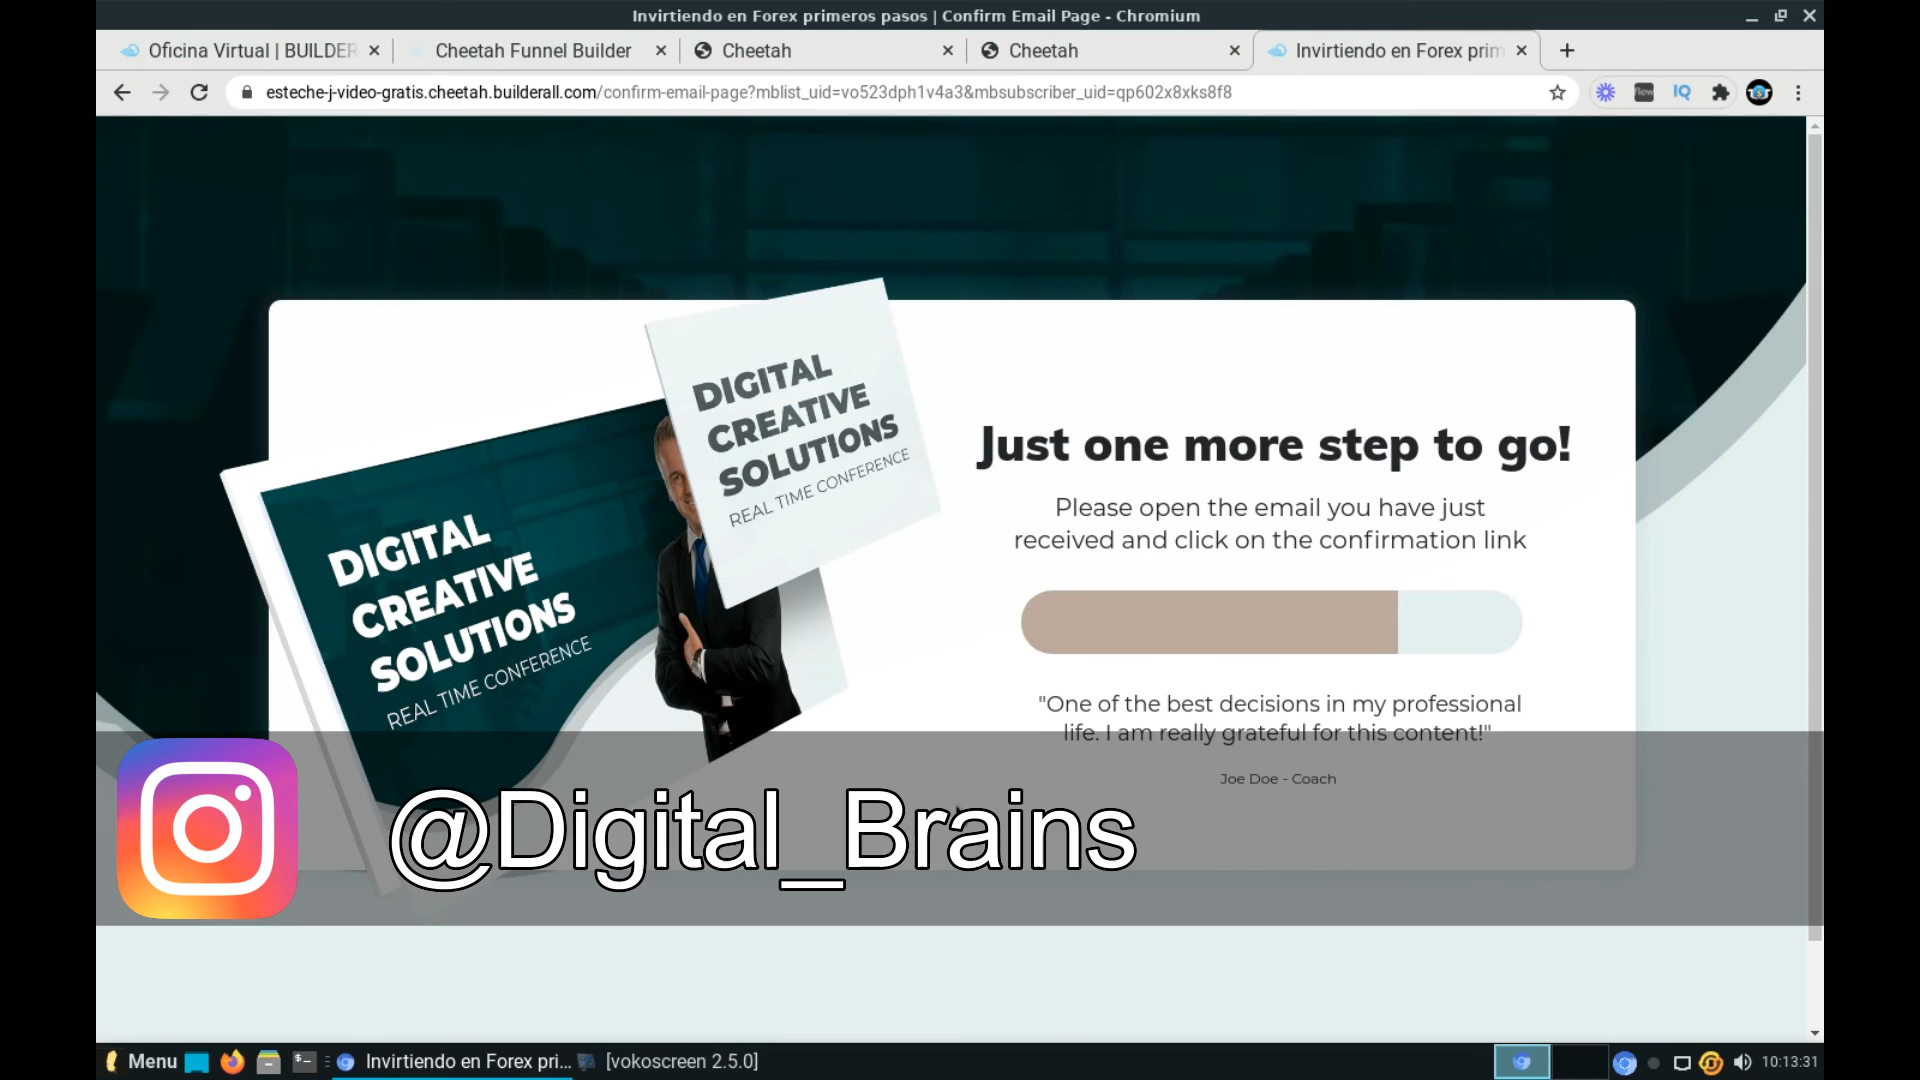 Invirtiendo en Forex primeros pasos | Confirm Email Page - Chromium
Oficina Virtual | BUILDER
Cheetah Funnel Builder
Cheetah
Cheetah
Invirtiendo en Forex prim
esteche-j-video-gratis.cheetah.builderall.com/confirm-email-page?mblist_uid=vo523dph1v4a3&mbsubscriber_uid=qp602x8xks8f8
new
IQ
DIGITAL
CREATIVE
SOLUTIONS
REAL TIME CONFERENCE
DIGITAL
CREATIVE
SOLUTIONS
REAL TIME CONFERENCE
Just one more step to go!
Please open the email you have just
received and click on the confirmation link
"One of the best decisions in my professional
life. I am really grateful for this content!"
Joe Doe - Coach
@Digital_Brains
Menu
Invirtiendo en Forex pri...
[vokoscreen 2.5.0]
10:13:31